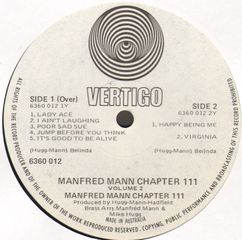 VERTIGO
SIDE 1 (Over)
6360 012 1Y
1. LADY ACE
2. I AIN'T LAUGHING
3. POOR SAD SUE
4. JUMP BEFORE YOU THINK
5. IT'S GOOD TO BE ALIVE
(Hugg-Mann) Belinda
6360 012
SIDE 2
6360 012 2Y
1. HAPPY BEING ME
2. VIRGINIA
(Hugg-Mann) Belinda
MANFRED MANN CHAPTER 111
VOLUME 2
MANFRED MANN CHAPTER 111
Produced by Hugg-Mann-Hadfield
Brass Arr: Manfred Mann &
Mike Hugg
MADE IN AUSTRALIA
ALL RIGHTS OF THE RECORD PRODUCER AND OF THE OWNER OF THE RECORDED WORK RESERVED
COPYING, PUBLIC PERFORMANCE AND BROADCASTING OF THIS RECORD PROHIBITED